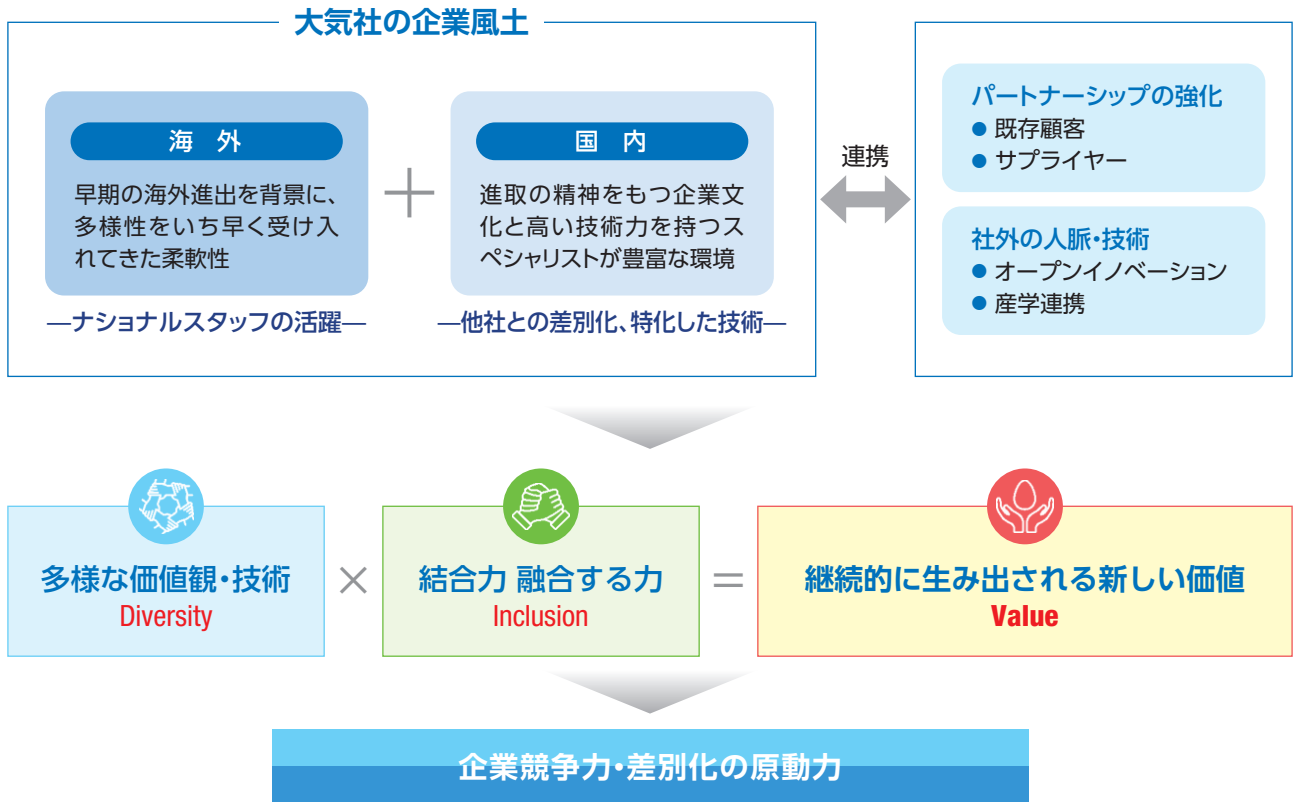 大気社の企業風土
海 外
早期の海外進出を背景に、
多様性をいち早く受け入
れてきた柔軟性
—ナショナルスタッフの活躍—
+
国 内
進取の精神をもつ企業文
化と高い技術力を持つス
ペシャリストが豊富な環境
—他社との差別化、特化した技術—
連携
パートナーシップの強化
● 既存顧客
● サプライヤー
社外の人脈・技術
● オープンイノベーション
● 産学連携
多様な価値観・技術
Diversity
×
結合力 融合する力
Inclusion
=
継続的に生み出される新しい価値
Value
企業競争力・差別化の原動力